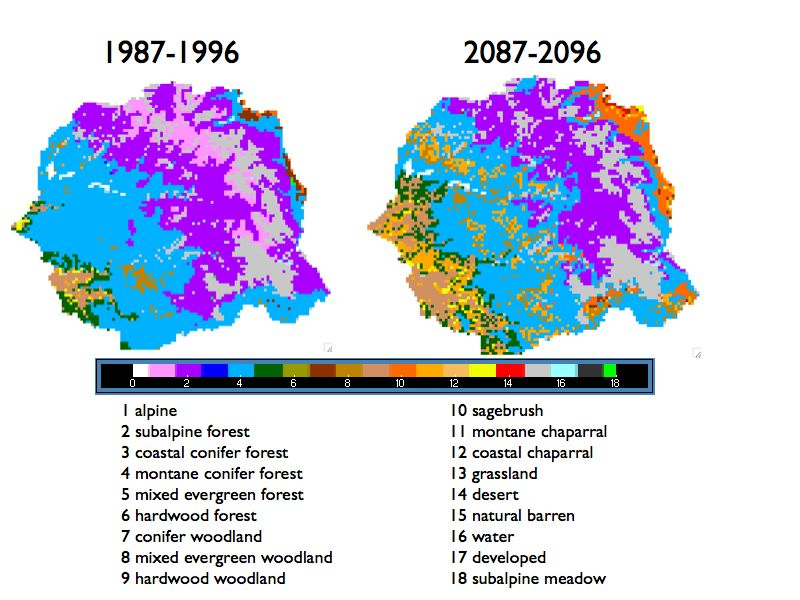 1987-1996
2087-2096
0 2 4 6 8 10 12 14 16 18
1 alpine
2 subalpine forest
3 coastal conifer forest
4 montane conifer forest
5 mixed evergreen forest
6 hardwood forest
7 conifer woodland
8 mixed evergreen woodland
9 hardwood woodland
10 sagebrush
11 montane chaparral
12 coastal chaparral
13 grassland
14 desert
15 natural barren
16 water
17 developed
18 subalpine meadow